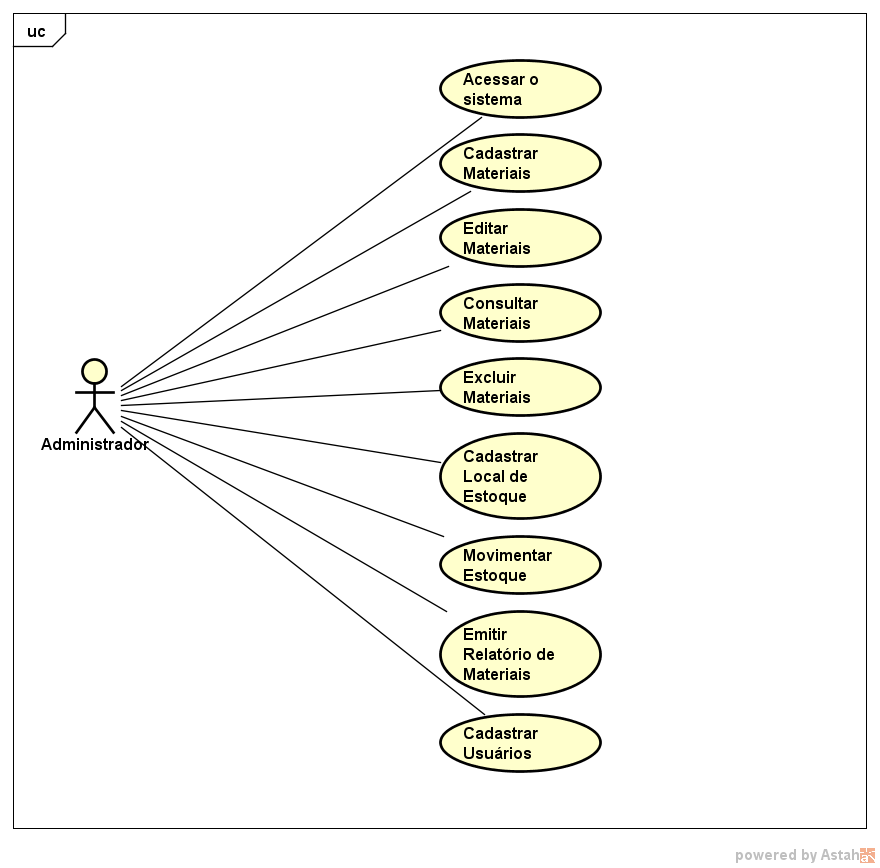 uc
Acessar o
sistema
Cadastrar
Materiais
Editar
Materiais
Consultar
Materiais
Excluir
Materiais
Administrador
Cadastrar
Local de
Estoque
Movimentar
Estoque
Emitir
Relatório de
Materiais
Cadastrar
Usuários
powered by Astah